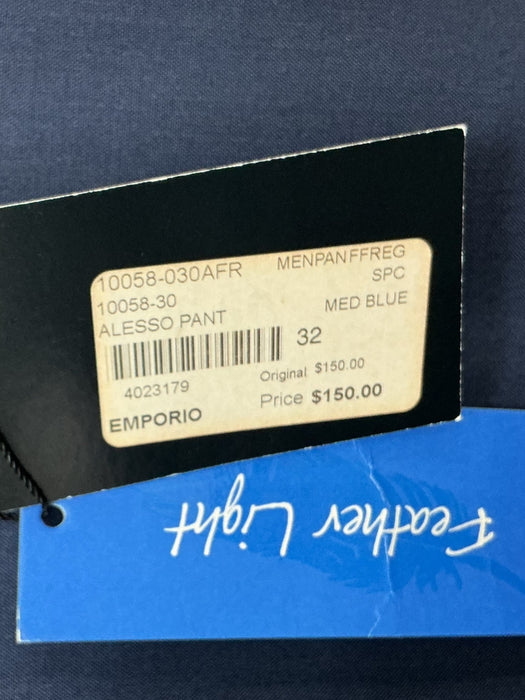 10058-030AFR MENPANFFREG
10058-30 SPC
ALESSO PANT MED BLUE
32
4023179 Original $150.00
EMPORIO Price $150.00
Feather Light